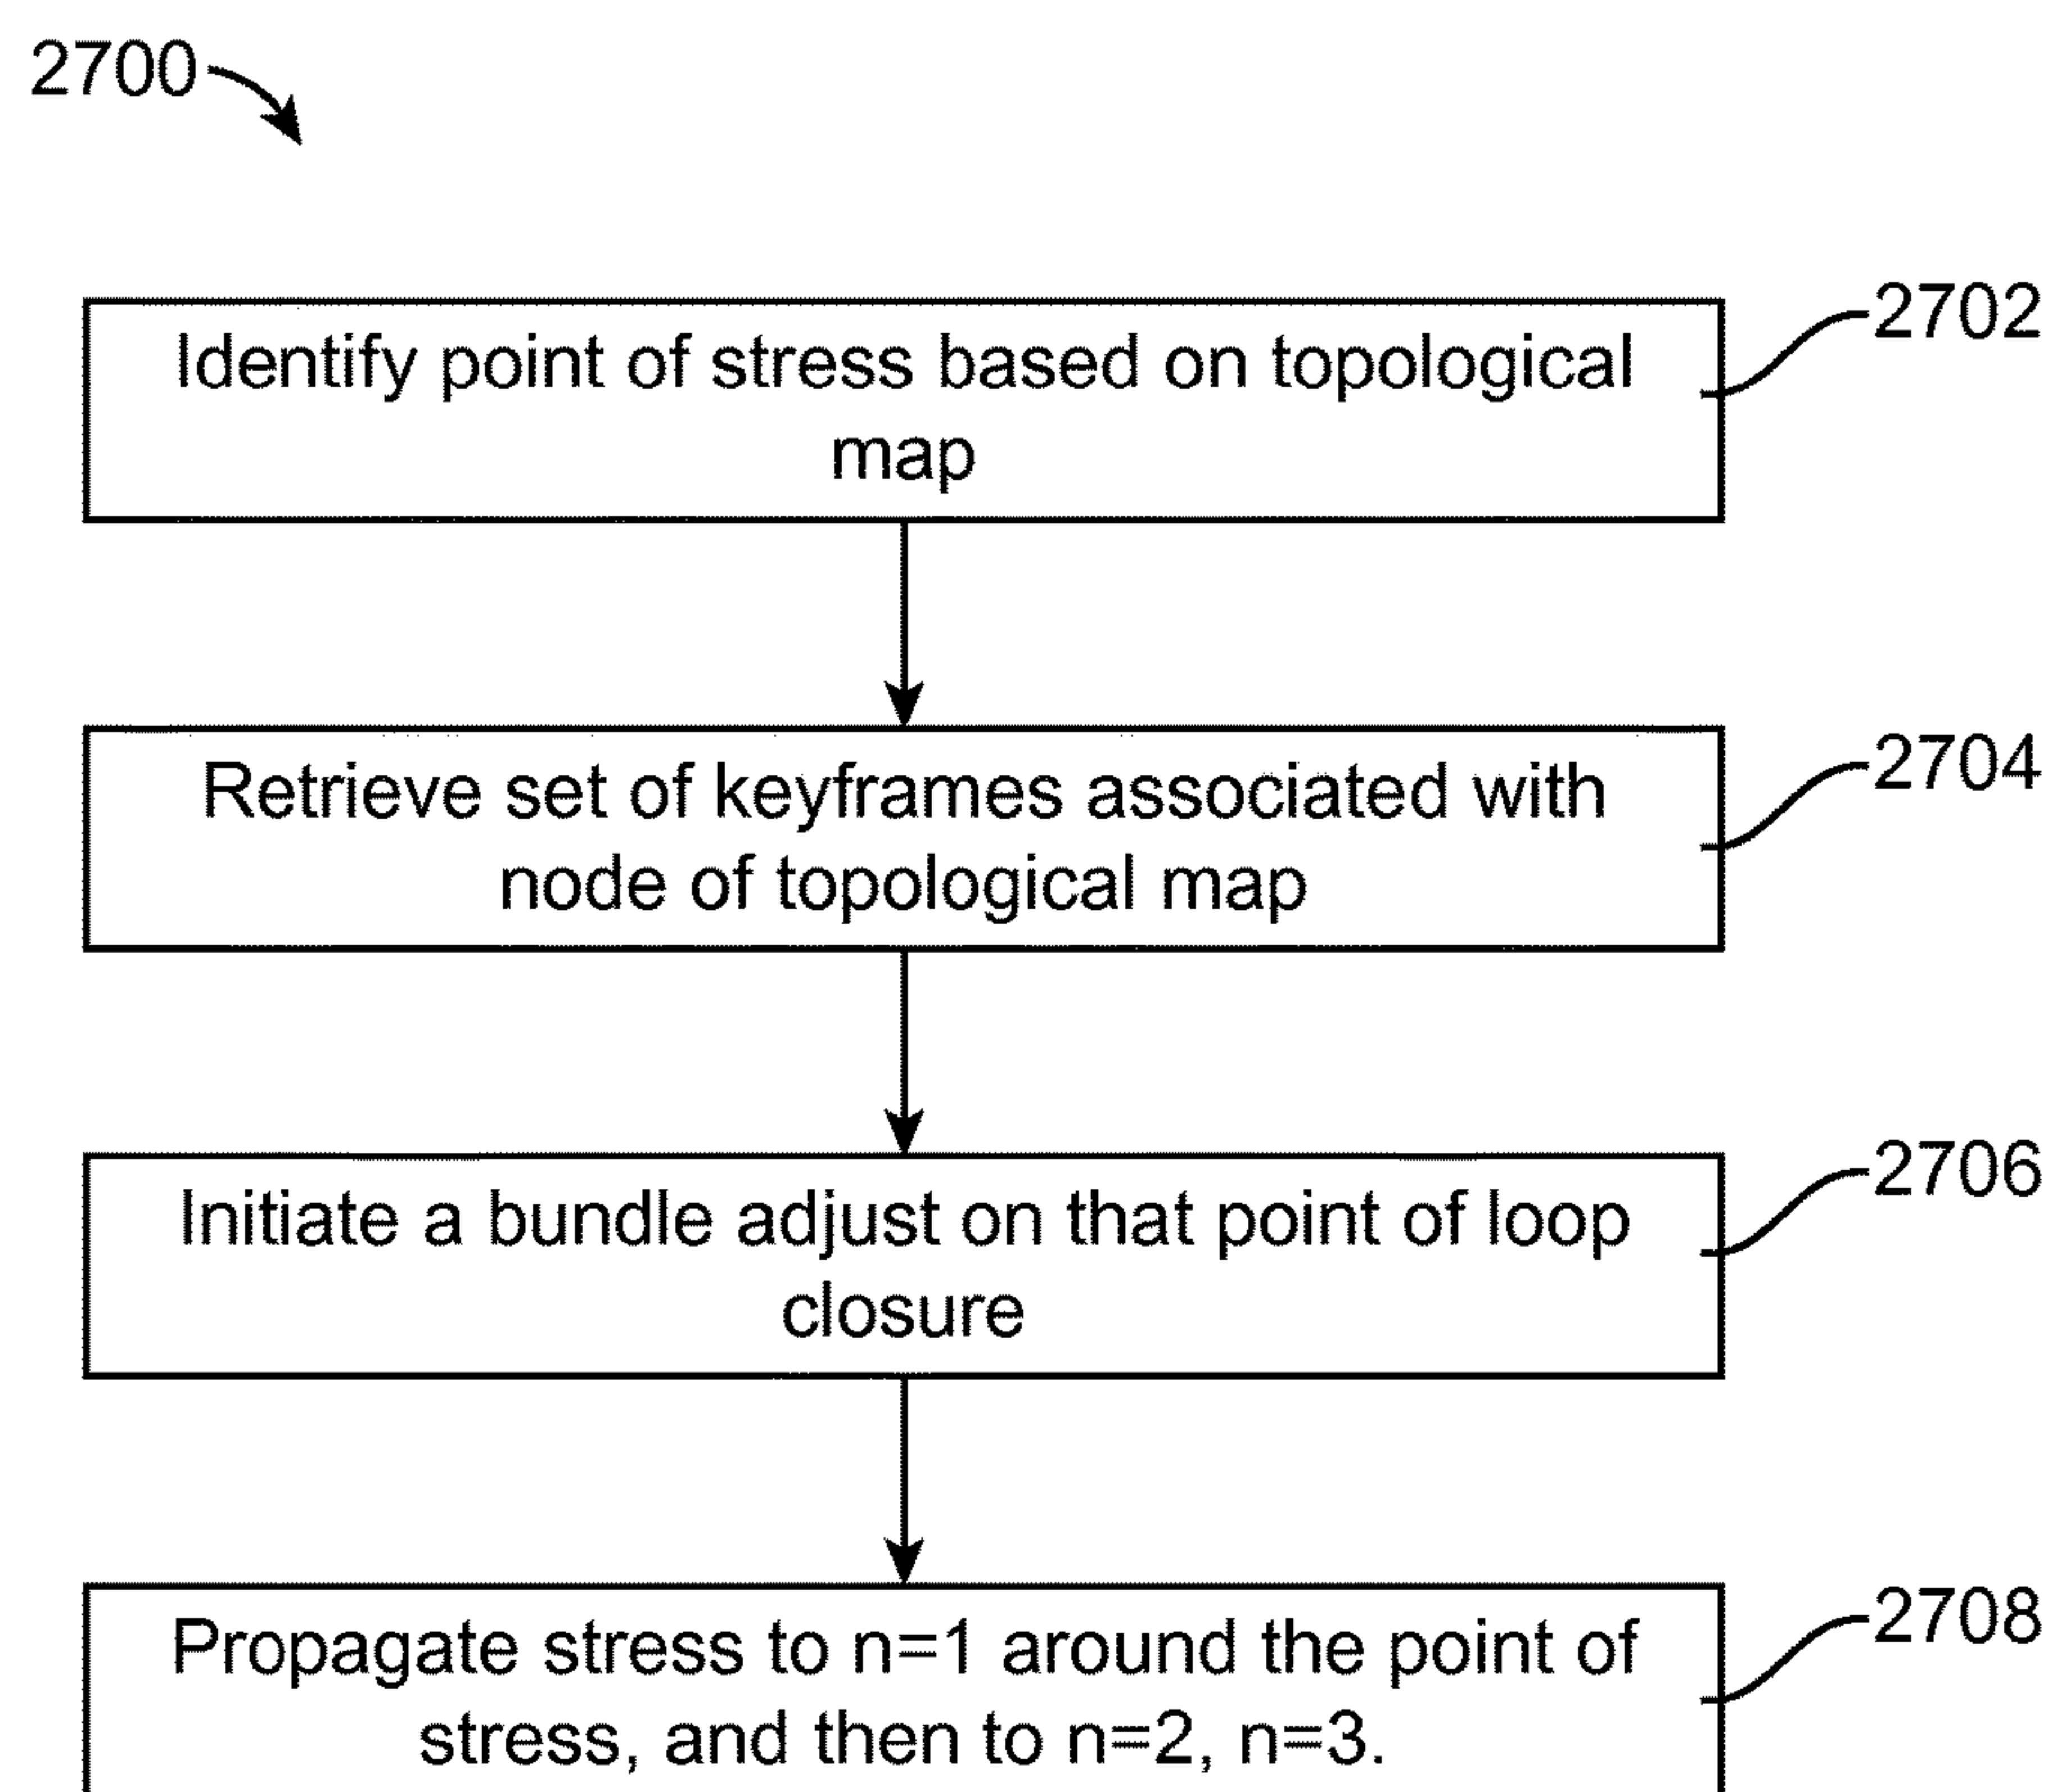 2700
Identify point of stress based on topological
map
2702
Retrieve set of keyframes associated with
node of topological map
2704
Initiate a bundle adjust on that point of loop
closure
2706
Propagate stress to n=1 around the point of
stress, and then to n=2, n=3.
2708